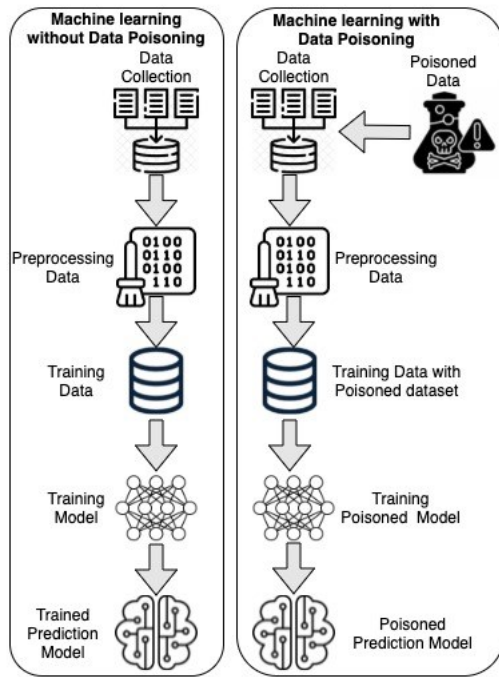 Machine learning
without Data Poisoning
Data
Collection
0100
0110
0100
110
Preprocessing
Data
Training
Data
Training
Model
Trained
Prediction
Model
Machine learning with
Data Poisoning
Data
Collection
Poisoned
Data
0100
0110
0100
110
Preprocessing
Data
Training Data with
Poisoned dataset
Training
Poisoned Model
Poisoned
Prediction Model